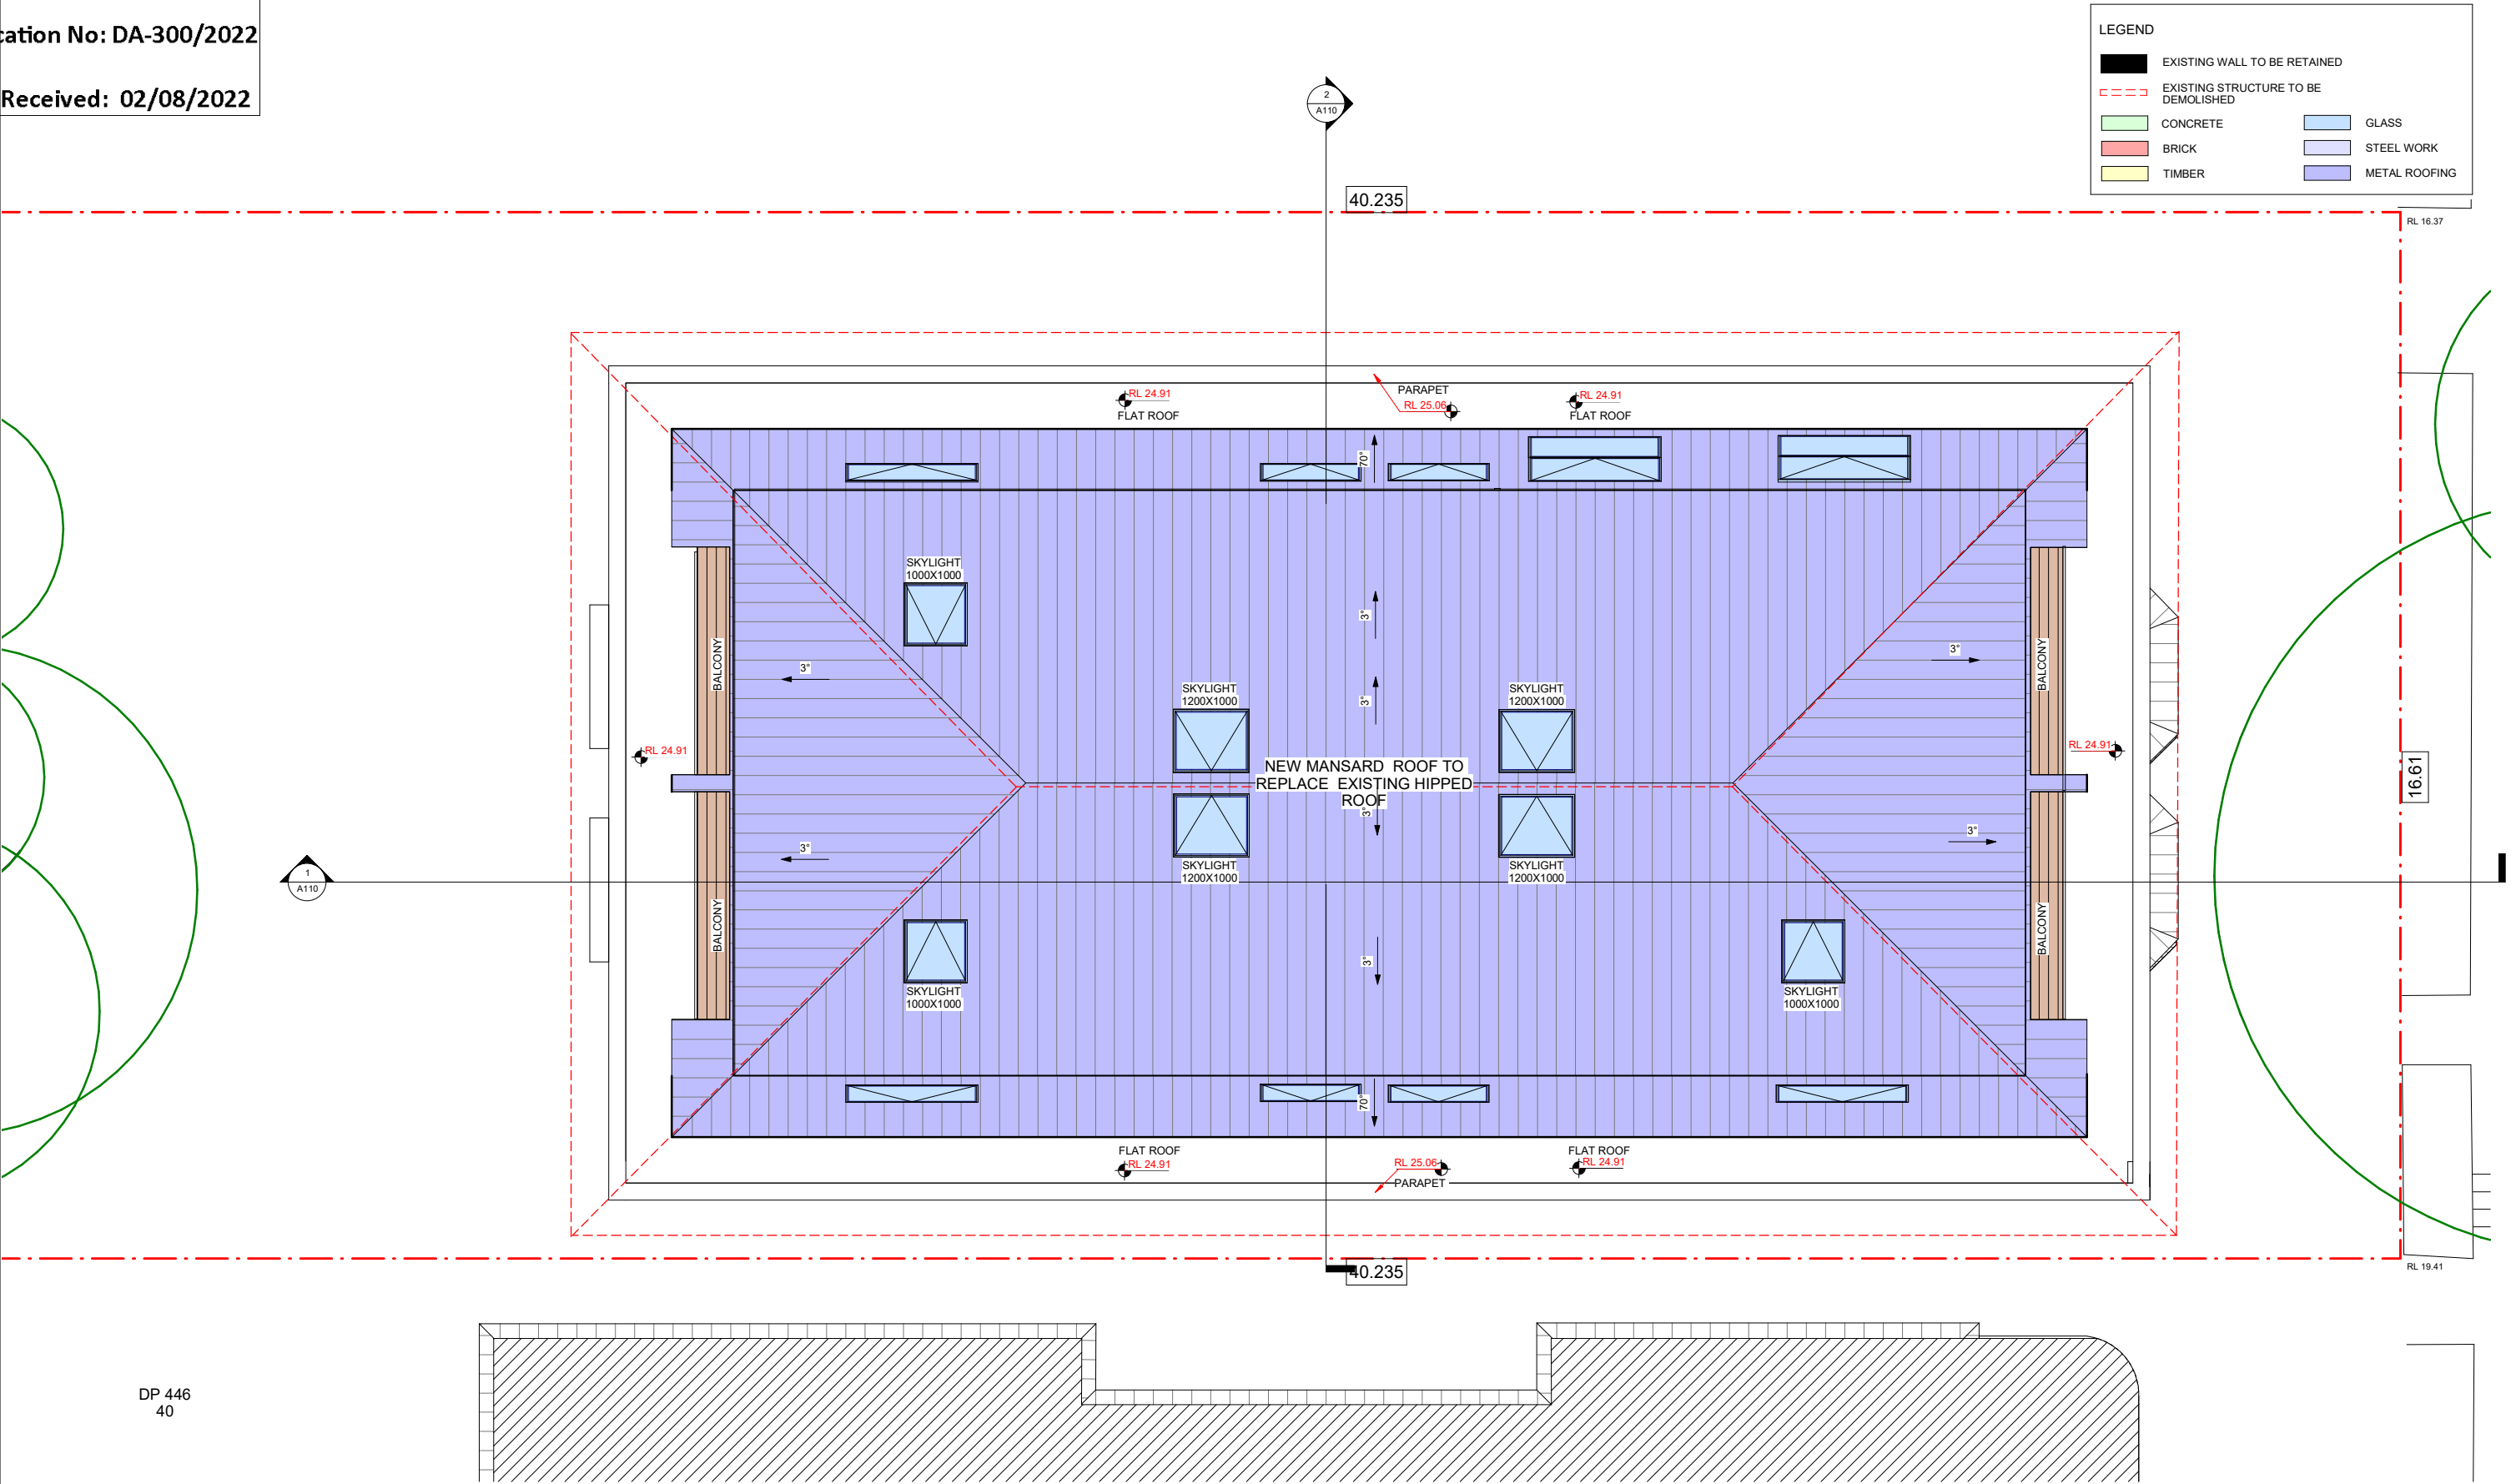 cation No: DA-300/2022
Received: 02/08/2022
LEGEND
EXISTING WALL TO BE RETAINED
EXISTING STRUCTURE TO BE
DEMOLISHED
CONCRETE
GLASS
BRICK
STEEL WORK
TIMBER
METAL ROOFING
2
A110
40.235
RL 16.37
RL 24.91
FLAT ROOF
PARAPET
RL 25.06
RL 24.91
FLAT ROOF
70°
SKYLIGHT
1000X1000
3°
BALCONY
3°
3°
BALCONY
3°
SKYLIGHT
1200X1000
SKYLIGHT
1200X1000
RL 24.91
RL 24.91
NEW MANSARD ROOF TO
REPLACE EXISTING HIPPED
ROOF
16.61
3°
3°
3°
SKYLIGHT
1200X1000
SKYLIGHT
1200X1000
1
A110
BALCONY
BALCONY
3°
SKYLIGHT
1000X1000
SKYLIGHT
1000X1000
70°
FLAT ROOF
RL 24.91
RL 25.06
PARAPET
FLAT ROOF
RL 24.91
40.235
RL 19.41
DP 446
40